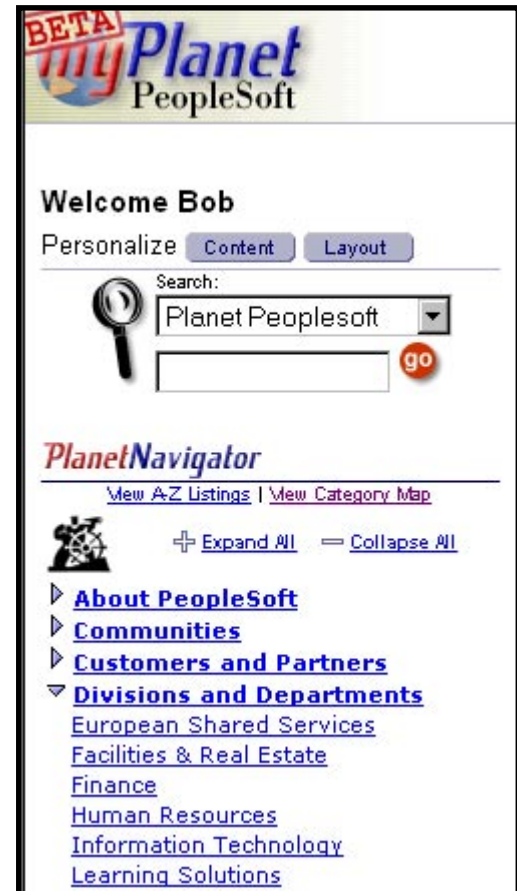 BETA
myPlanet
PeopleSoft
Welcome Bob
Personalize Content Layout
Search:
Planet Peoplesoft
go
PlanetNavigator
View A-Z Listings | View Category Map
Expand All Collapse All
About PeopleSoft
Communities
Customers and Partners
Divisions and Departments
European Shared Services
Facilities & Real Estate
Finance
Human Resources
Information Technology
Learning Solutions